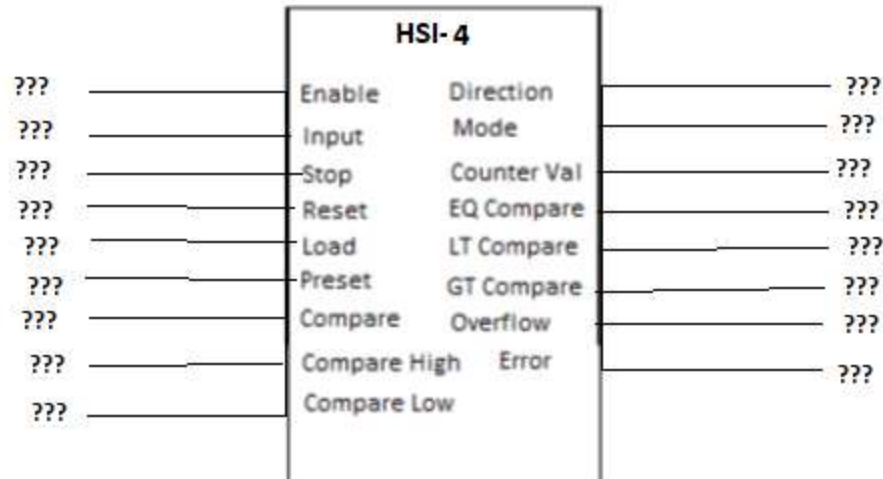 HSI-4
??? Enable Direction ???
??? Input Mode ???
??? Stop Counter Val ???
??? Reset EQ Compare ???
??? Load LT Compare ???
??? Preset GT Compare ???
??? Compare Overflow ???
??? Compare High Error ???
??? Compare Low